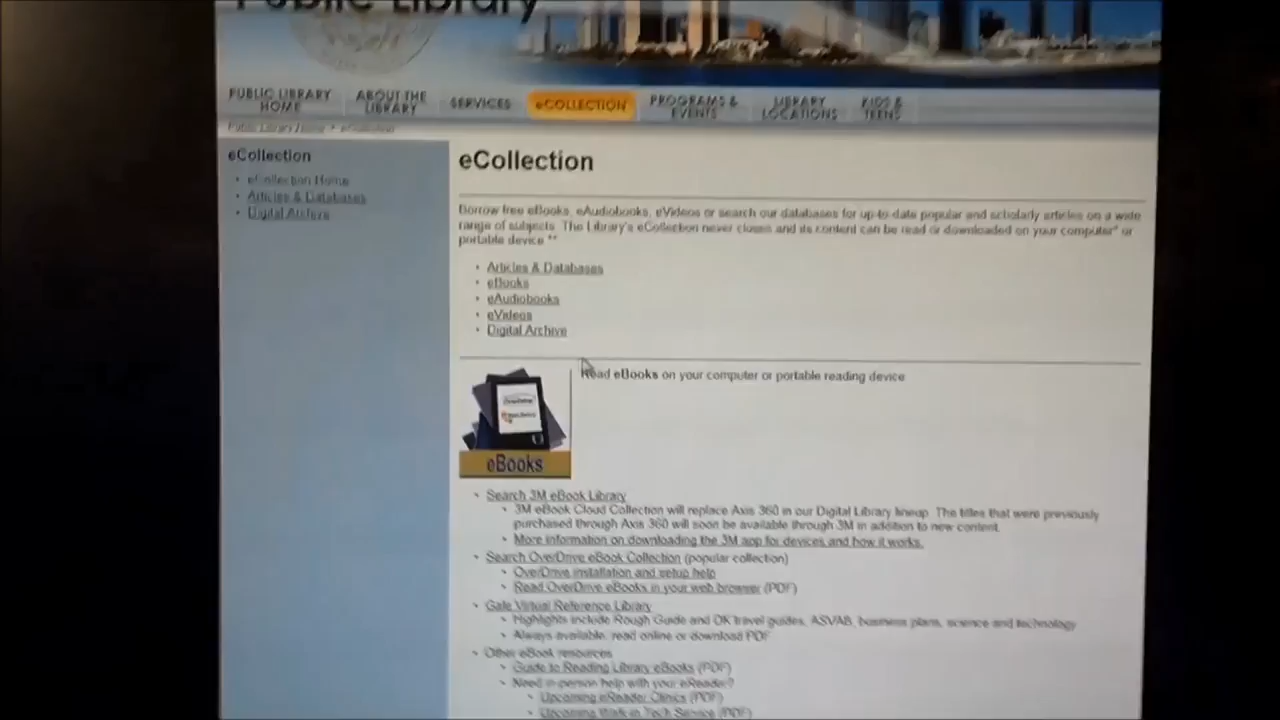 Public Library
PUBLIC LIBRARY
HOME
ABOUT THE
LIBRARY
SERVICES
eCOLLECTION
PROGRAMS &
EVENTS
LIBRARY
LOCATIONS
KIDS &
TEENS
Public Library Home > eCollection
eCollection
eCollection Home
Articles & Databases
Digital Archive
eCollection
Borrow free eBooks, eAudiobooks, eVideos or search our databases for up-to-date popular and scholarly articles on a wide
range of subjects. The Library's eCollection never closes and its content can be read or downloaded on your computer* or
portable device.**
Articles & Databases
eBooks
eAudiobooks
eVideos
Digital Archive
Read eBooks on your computer or portable reading device
eBooks
Search 3M eBook Library
3M eBook Cloud Collection will replace Axis 360 in our Digital Library lineup. The titles that were previously
purchased through Axis 360 will soon be available through 3M in addition to new content.
More information on downloading the 3M app for devices and how it works.
Search OverDrive eBook Collection (popular collection)
OverDrive installation and setup help
Read OverDrive eBooks in your web browser (PDF)
Gale Virtual Reference Library
Highlights include Rough Guide and DK travel guides, ASVAB, business plans, science and technology
Always available, read online or download PDF
Other eBook resources
Guide to Reading Library eBooks (PDF)
Need in-person help with your eReader?
Upcoming eReader Clinics (PDF)
Upcoming Walk-in Tech Service (PDF)